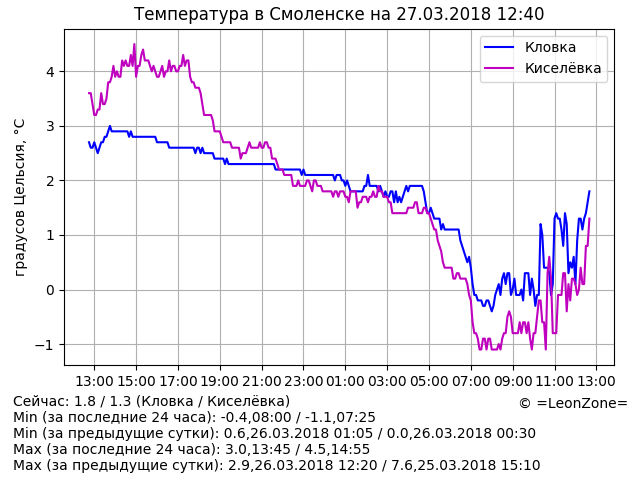 Температура в Смоленске на 27.03.2018 12:40
градусов Цельсия, °C
4
3
2
1
0
−1
Кловка
Киселёвка
13:00 15:00 17:00 19:00 21:00 23:00 01:00 03:00 05:00 07:00 09:00 11:00 13:00
Сейчас: 1.8 / 1.3 (Кловка / Киселёвка)
© =LeonZone=
Min (за последние 24 часа): -0.4,08:00 / -1.1,07:25
Min (за предыдущие сутки): 0.6,26.03.2018 01:05 / 0.0,26.03.2018 00:30
Max (за последние 24 часа): 3.0,13:45 / 4.5,14:55
Max (за предыдущие сутки): 2.9,26.03.2018 12:20 / 7.6,25.03.2018 15:10